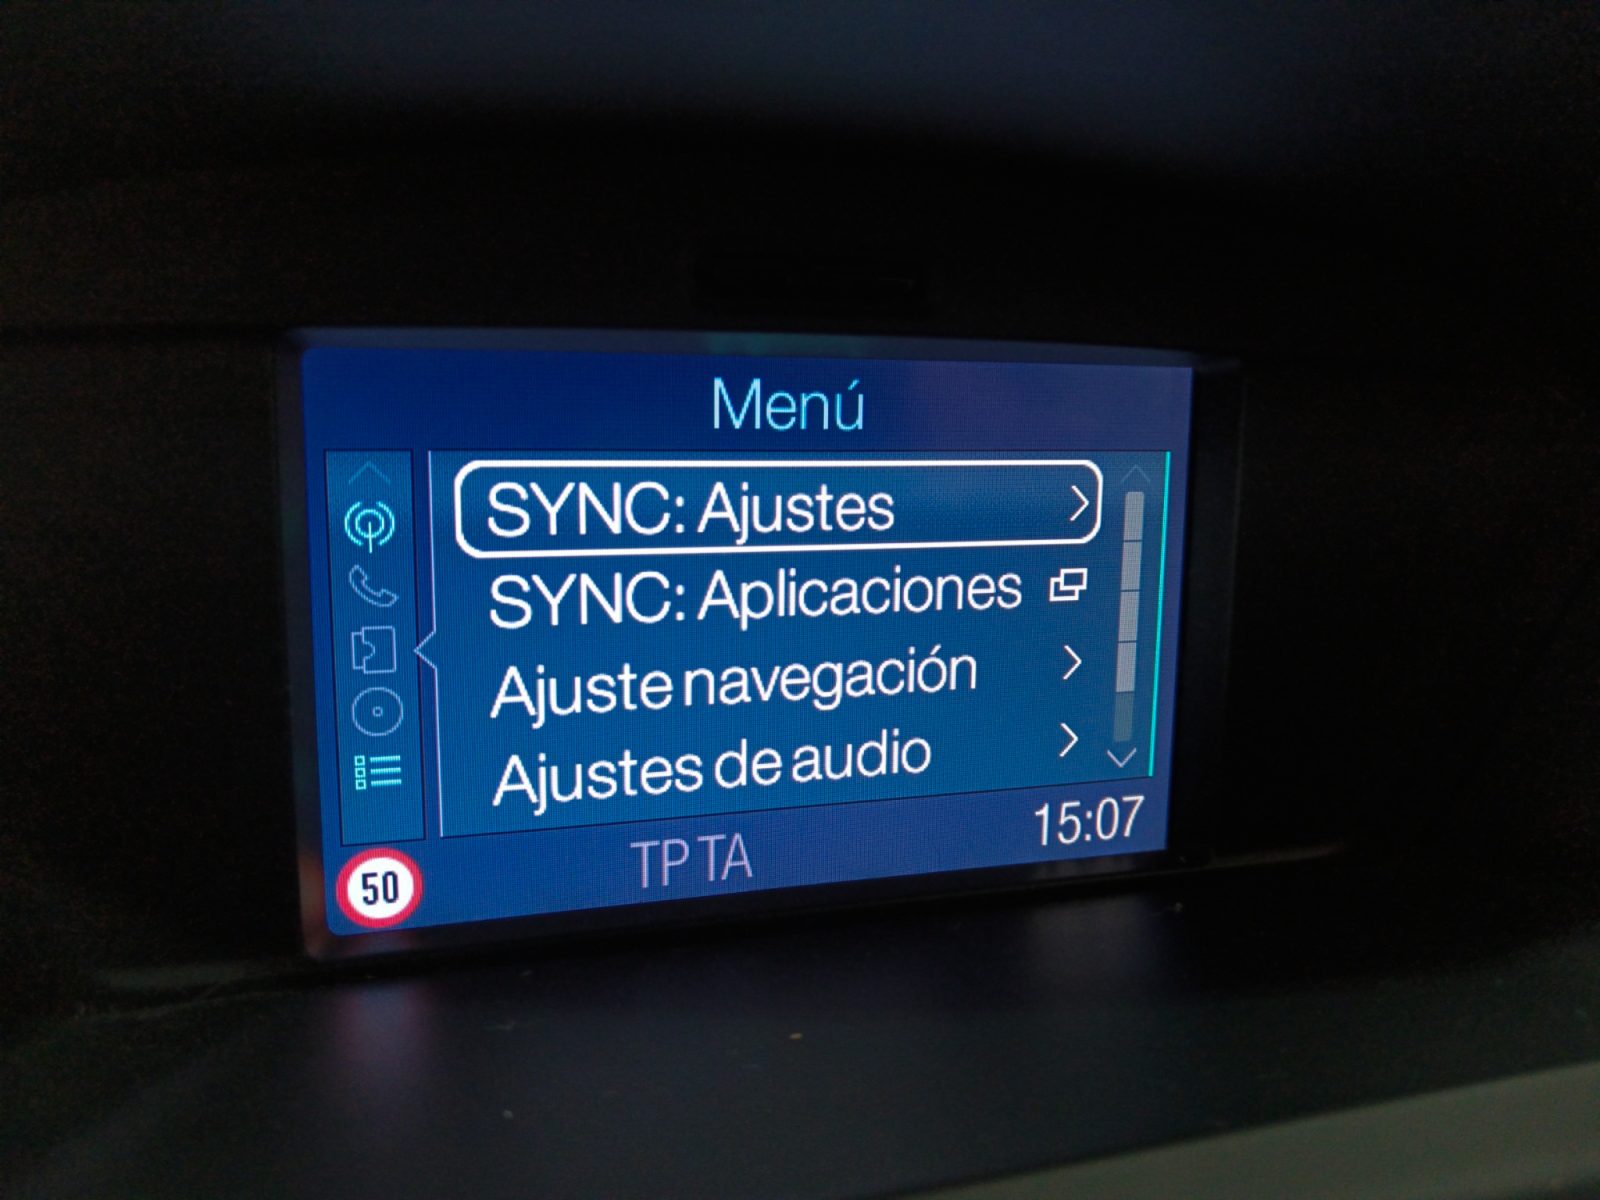 Menú
SYNC: Ajustes
SYNC: Aplicaciones
Ajuste navegación
Ajustes de audio
50
TP TA
15:07